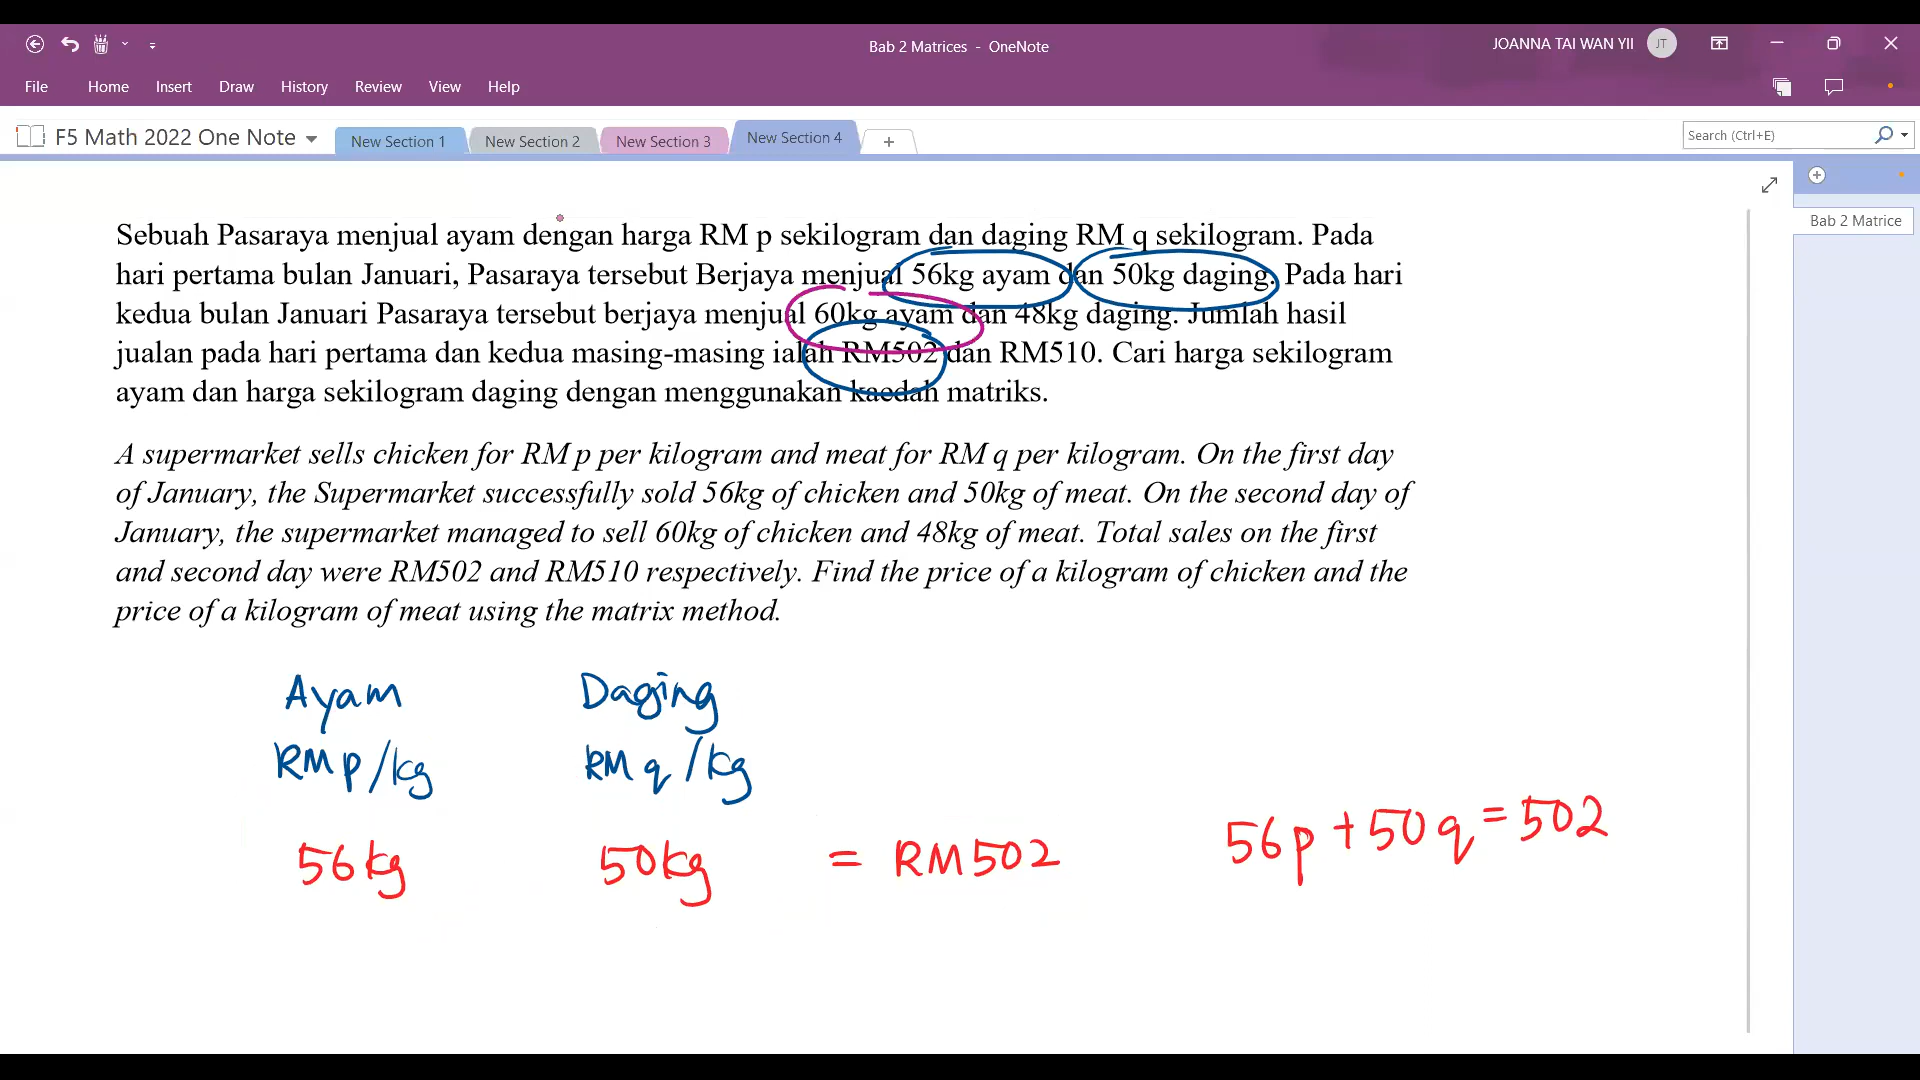 Bab 2 Matrices - OneNote
JOANNA TAI WAN YII
JT
File Home Insert Draw History Review View Help
F5 Math 2022 One Note
New Section 1
New Section 2
New Section 3
New Section 4
+
Search (Ctrl+E)
Bab 2 Matrice
Sebuah Pasaraya menjual ayam dengan harga RM p sekilogram dan daging RM q sekilogram. Pada
hari pertama bulan Januari, Pasaraya tersebut Berjaya menjual 56kg ayam dan 50kg daging. Pada hari
kedua bulan Januari Pasaraya tersebut berjaya menjual 60kg ayam dan 48kg daging. Jumlah hasil
jualan pada hari pertama dan kedua masing-masing ialah RM502 dan RM510. Cari harga sekilogram
ayam dan harga sekilogram daging dengan menggunakan kaedah matriks.
A supermarket sells chicken for RM p per kilogram and meat for RM q per kilogram. On the first day
of January, the Supermarket successfully sold 56kg of chicken and 50kg of meat. On the second day of
January, the supermarket managed to sell 60kg of chicken and 48kg of meat. Total sales on the first
and second day were RM502 and RM510 respectively. Find the price of a kilogram of chicken and the
price of a kilogram of meat using the matrix method.
Ayam Daging
RM p /kg RM q /kg
56kg 50kg = RM502
56p + 50q = 502